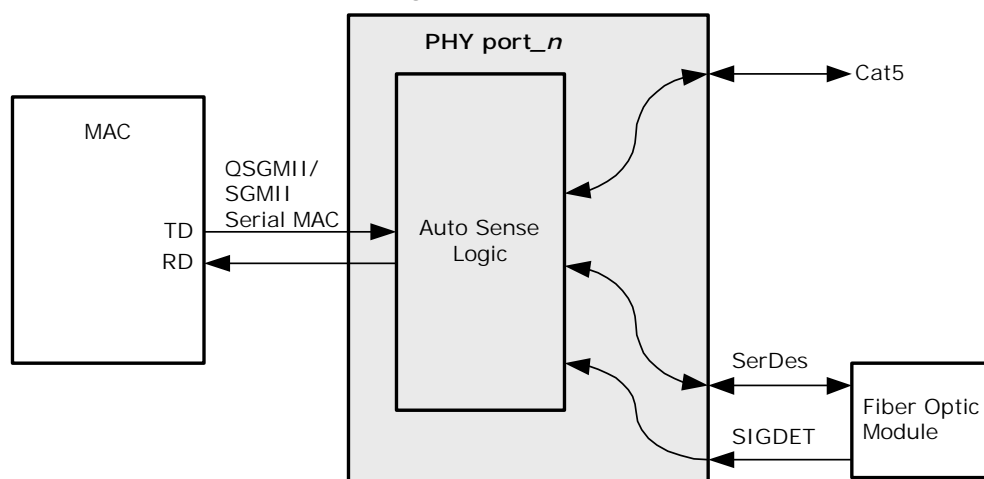 PHY port_n
Cat5
MAC
QSGMII/
SGMII
Serial MAC
TD
RD
Auto Sense
Logic
SerDes
SIGDET
Fiber Optic
Module